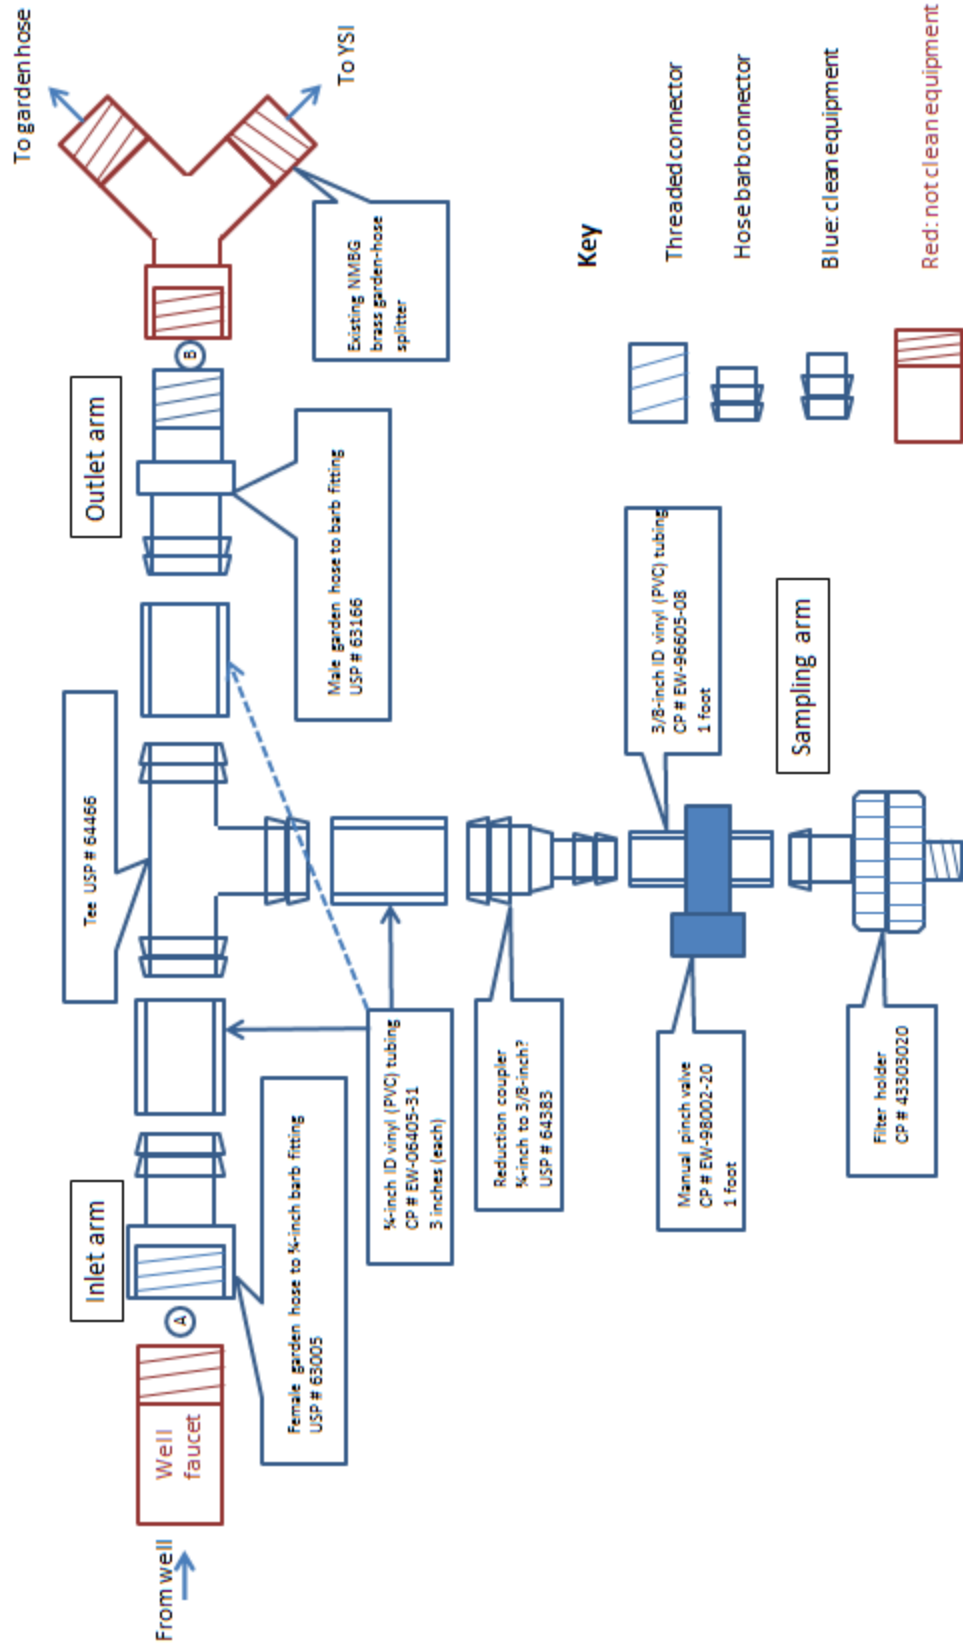 From well
Well
faucet
A
Inlet arm
Female garden hose to ¾-inch barb fitting
USP # 63005
Tee USP # 64466
¾-inch ID vinyl (PVC) tubing
CP # EW-06405-31
3 inches (each)
Outlet arm
Male garden hose to barb fitting
USP # 63166
B
To garden hose
To YSI
Existing NMBG
brass garden-hose
splitter
Reduction coupler
¾-inch to 3/8-inch?
USP # 64383
Manual pinch valve
CP # EW-98002-20
1 foot
3/8-inch ID vinyl (PVC) tubing
CP # EW-96605-08
1 foot
Sampling arm
Filter holder
CP # 43303020
Key
Threaded connector
Hose barb connector
Blue: clean equipment
Red: not clean equipment